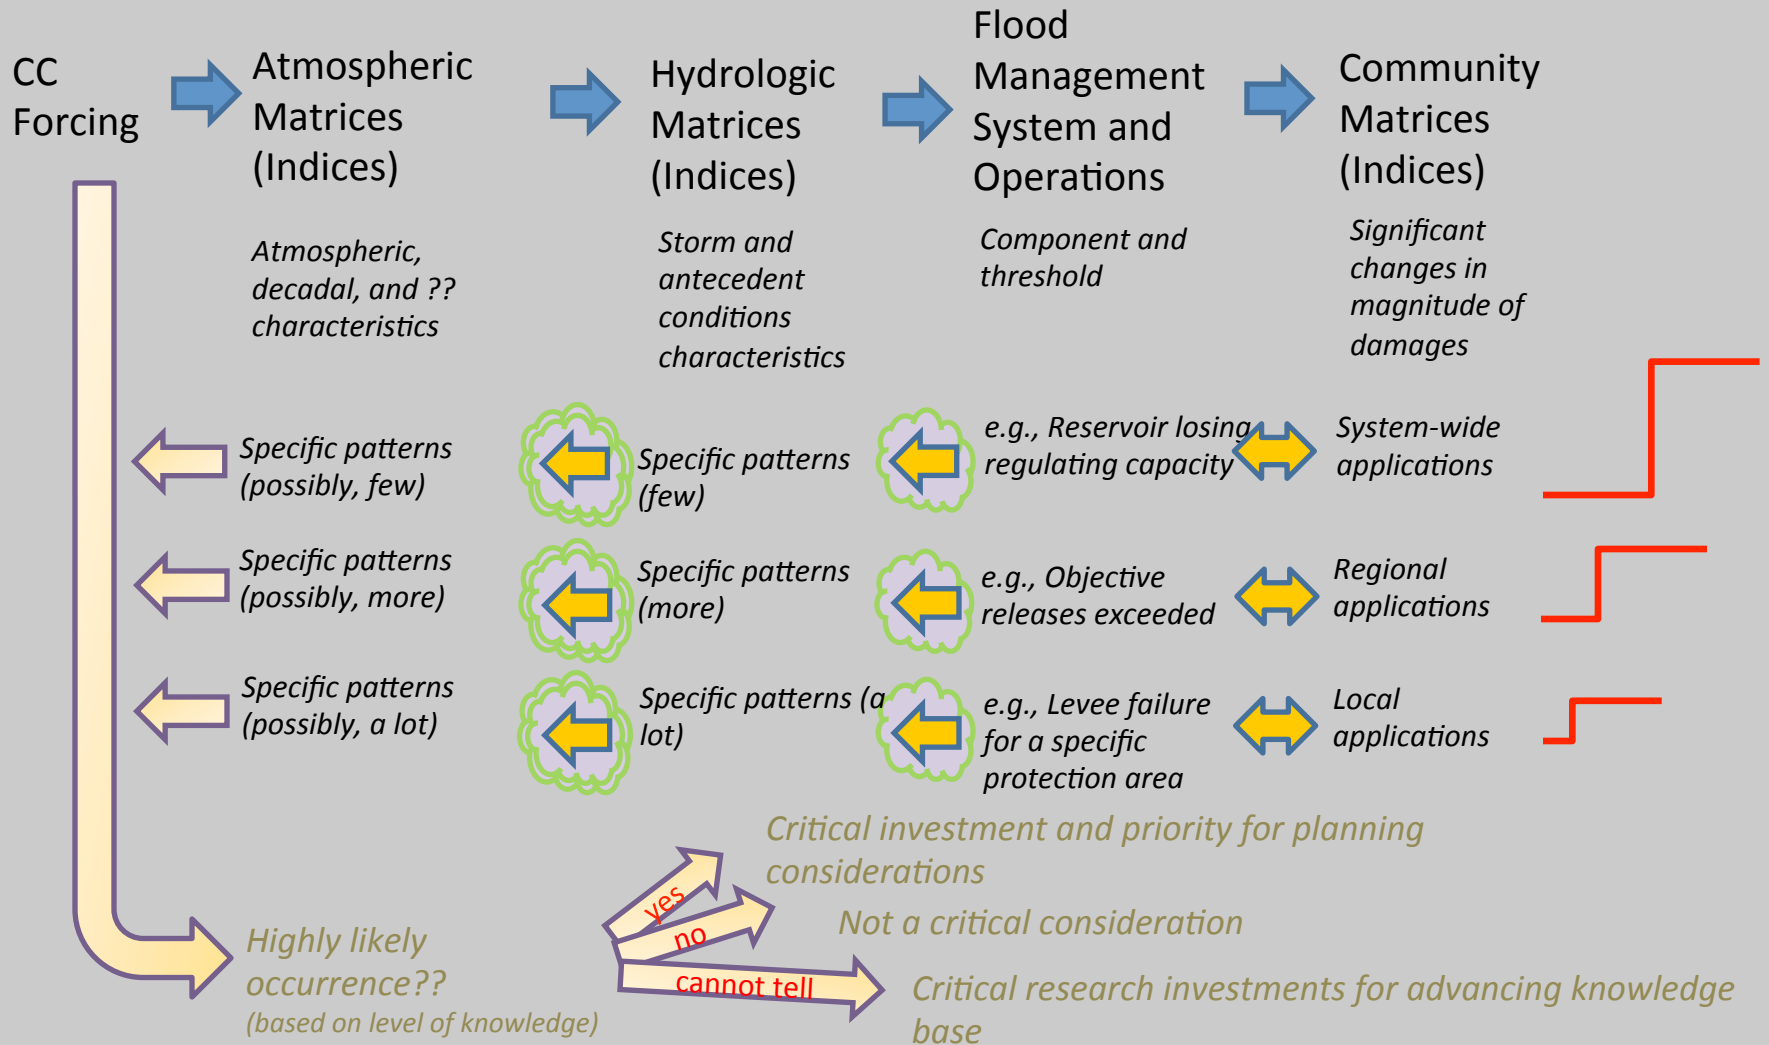 CC
Forcing
Atmospheric
Matrices
(Indices)
Hydrologic
Matrices
(Indices)
Flood
Management
System and
Operations
Community
Matrices
(Indices)
Atmospheric,
decadal, and ??
characteristics
Storm and
antecedent
conditions
characteristics
Component and
threshold
Significant
changes in
magnitude of
damages
Specific patterns
(possibly, few)
Specific patterns
(few)
e.g., Reservoir losing
regulating capacity
System-wide
applications
Specific patterns
(possibly, more)
Specific patterns
(more)
e.g., Objective
releases exceeded
Regional
applications
Specific patterns
(possibly, a lot)
Specific patterns (a
lot)
e.g., Levee failure
for a specific
protection area
Local
applications
Highly likely
occurrence??
(based on level of knowledge)
yes
Critical investment and priority for planning
considerations
no
Not a critical consideration
cannot tell
Critical research investments for advancing knowledge
base